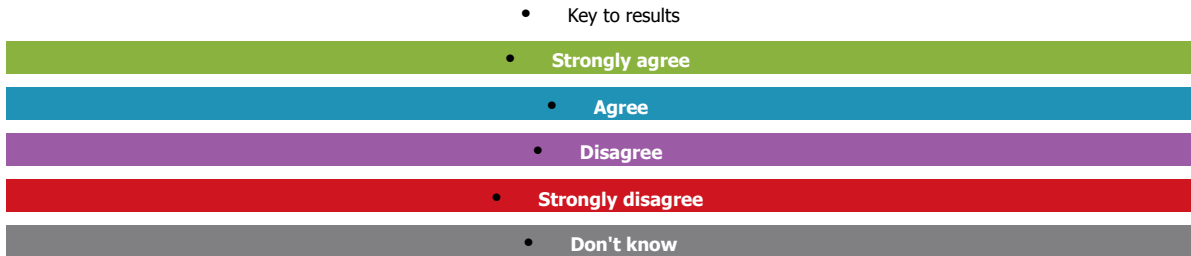 • Key to results
• Strongly agree
• Agree
• Disagree
• Strongly disagree
• Don't know